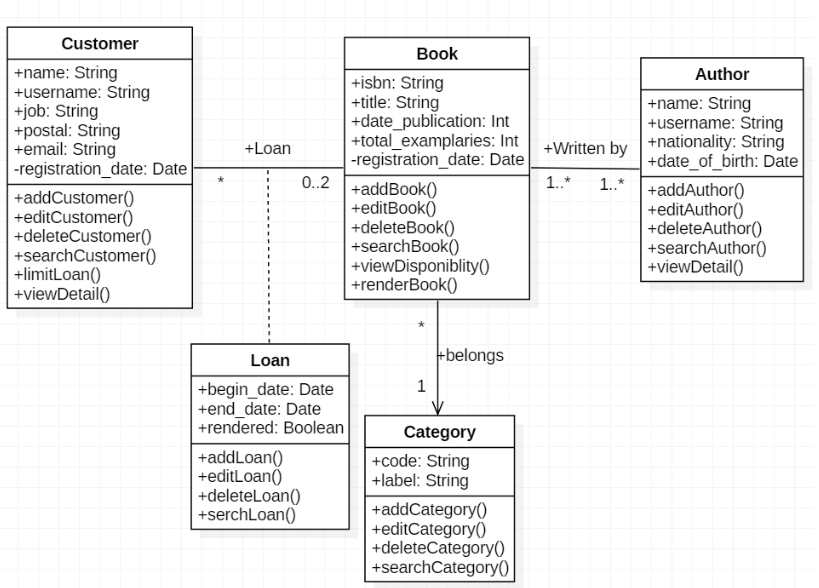 Customer
+name: String
+username: String
+job: String
+postal: String
+email: String
-registration_date: Date
+addCustomer()
+editCustomer()
+deleteCustomer()
+searchCustomer()
+limitLoan()
+viewDetail()
+Loan
*
0..2
Book
+isbn: String
+title: String
+date_publication: Int
+total_examplaries: Int
-registration_date: Date
+addBook()
+editBook()
+deleteBook()
+searchBook()
+viewDisponiblity()
+renderBook()
+Written by
1..*
1..*
Author
+name: String
+username: String
+nationality: String
+date_of_birth: Date
+addAuthor()
+editAuthor()
+deleteAuthor()
+searchAuthor()
+viewDetail()
Loan
+begin_date: Date
+end_date: Date
+rendered: Boolean
+addLoan()
+editLoan()
+deleteLoan()
+serchLoan()
*
+belongs
1
Category
+code: String
+label: String
+addCategory()
+editCategory()
+deleteCategory()
+searchCategory()